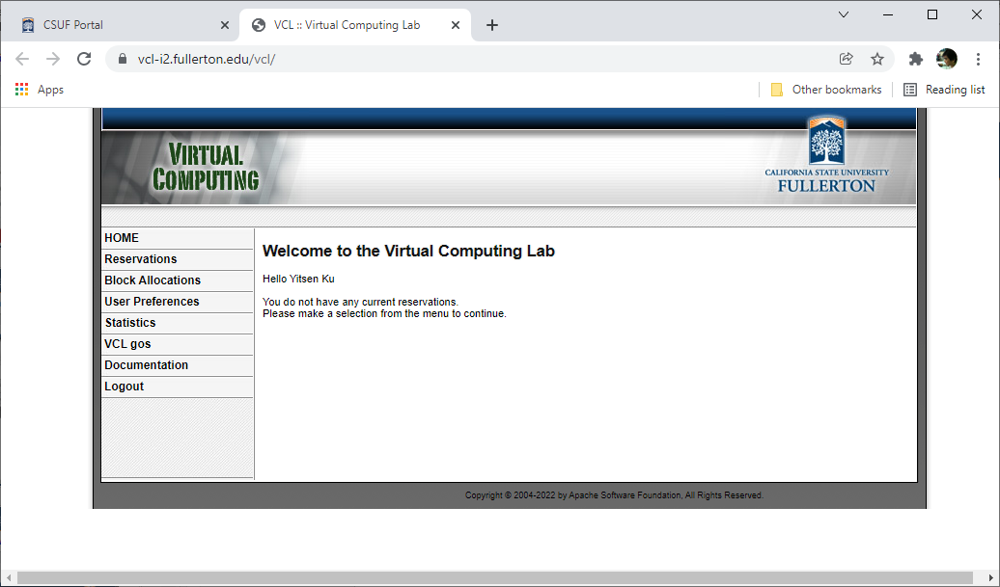 CSUF Portal
VCL :: Virtual Computing Lab
vcl-i2.fullerton.edu/vcl/
Apps
Other bookmarks
Reading list
VIRTUAL
COMPUTING
CALIFORNIA STATE UNIVERSITY
FULLERTON
HOME
Reservations
Block Allocations
User Preferences
Statistics
VCL gos
Documentation
Logout
Welcome to the Virtual Computing Lab
Hello Yitsen Ku
You do not have any current reservations.
Please make a selection from the menu to continue.
Copyright © 2004-2022 by Apache Software Foundation, All Rights Reserved.